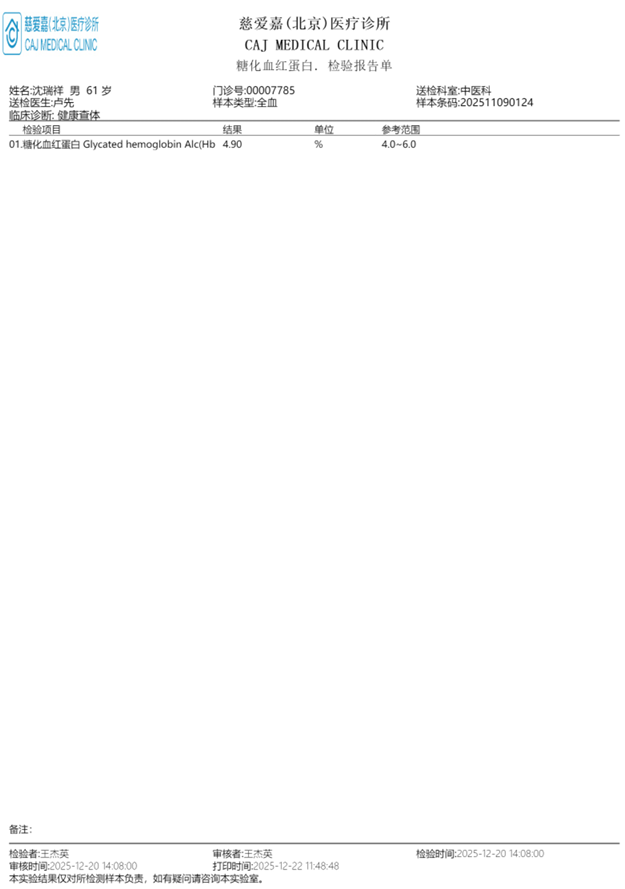 慈爱嘉(北京)医疗诊所
CAJ MEDICAL CLINIC
慈爱嘉(北京)医疗诊所
CAJ MEDICAL CLINIC
糖化血红蛋白．检验报告单
姓名:沈瑞祥 男 61 岁 门诊号:00007785 送检科室:中医科
送检医生:卢先 样本类型:全血 样本条码:202511090124
临床诊断: 健康查体
检验项目 结果 单位 参考范围
01.糖化血红蛋白 Glycated hemoglobin Alc(Hb 4.90 % 4.0~6.0
备注:
检验者:王杰英 审核者:王杰英 检验时间:2025-12-20 14:08:00
审核时间:2025-12-20 14:08:00 打印时间:2025-12-22 11:48:48
本实验结果仅对所检测样本负责，如有疑问请咨询本实验室。